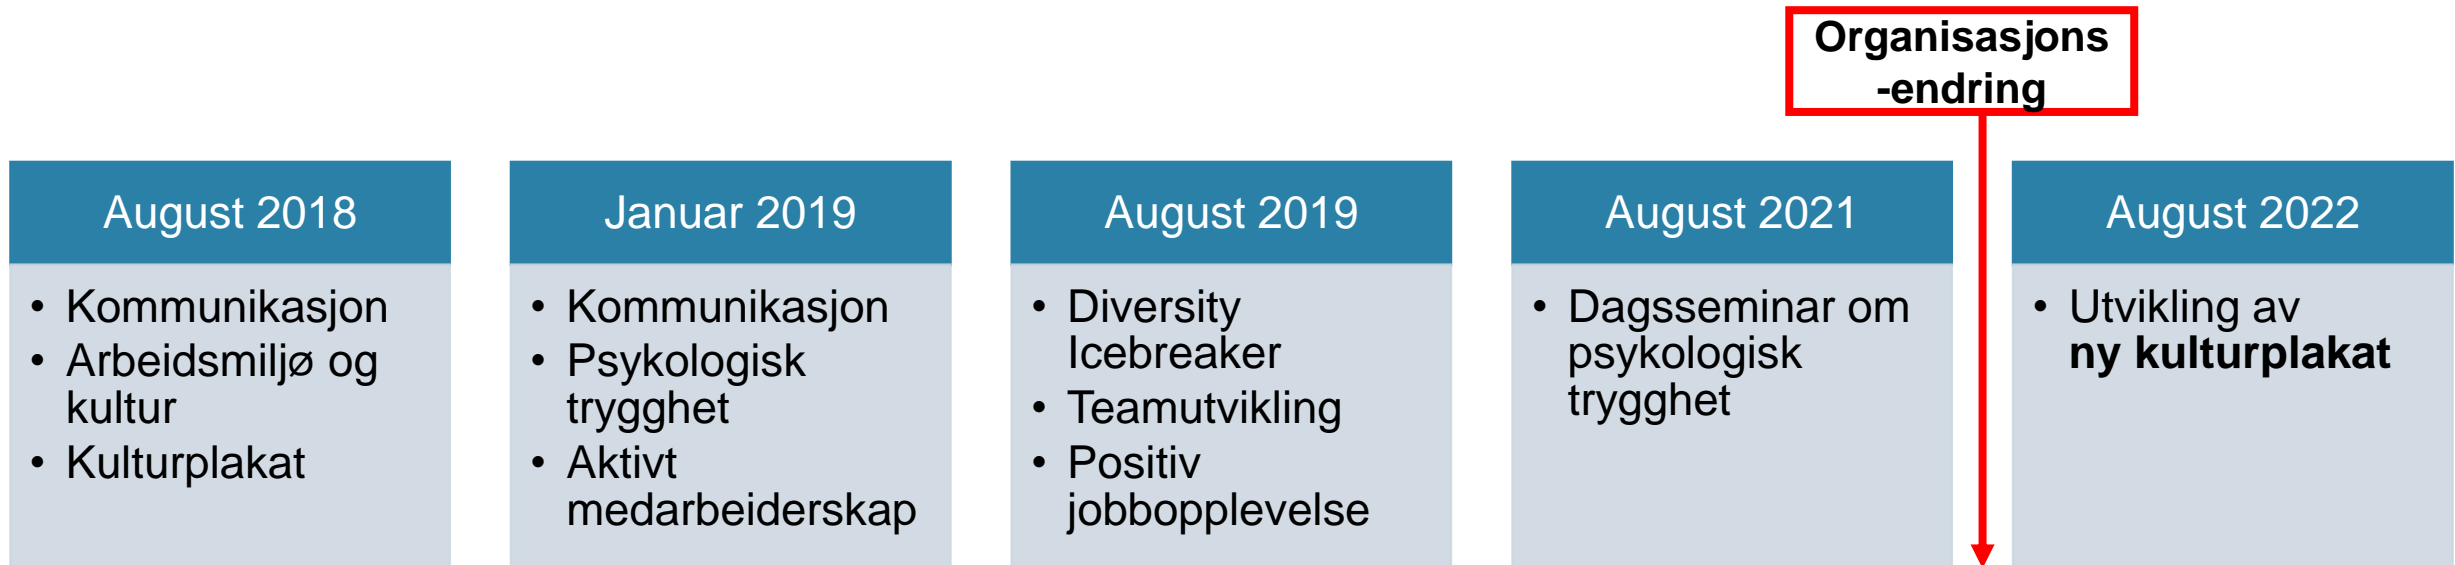 Organisasjons
-endring
August 2018
• Kommunikasjon
• Arbeidsmiljø og
kultur
• Kulturplakat
Januar 2019
• Kommunikasjon
• Psykologisk
trygghet
• Aktivt
medarbeiderskap
August 2019
• Diversity
Icebreaker
• Teamutvikling
• Positiv
jobbopplevelse
August 2021
• Dagsseminar om
psykologisk
trygghet
August 2022
• Utvikling av
ny kulturplakat